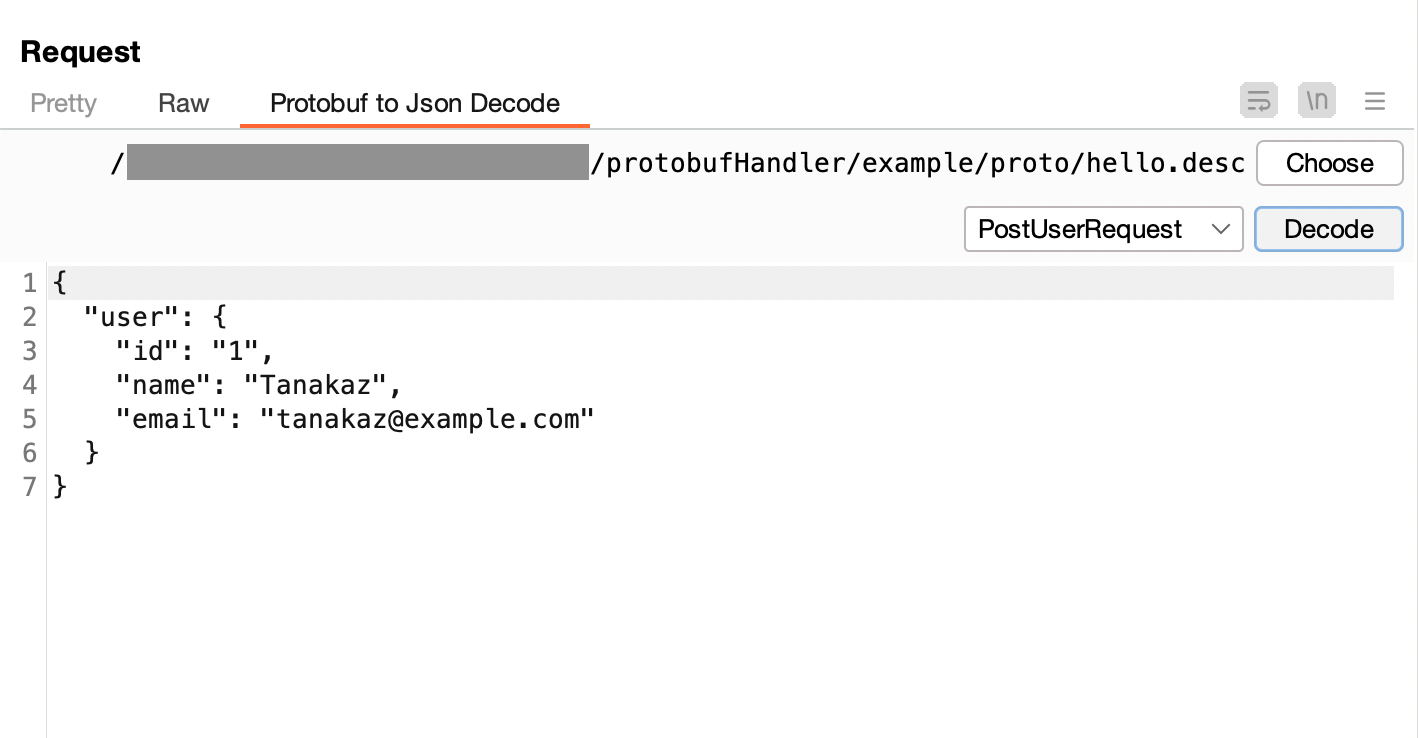 Request
Pretty Raw Protobuf to Json Decode \n
/ /protobufHandler/example/proto/hello.desc Choose
PostUserRequest Decode
1 {
2   "user": {
3     "id": "1",
4     "name": "Tanakaz",
5     "email": "tanakaz@example.com"
6   }
7 }